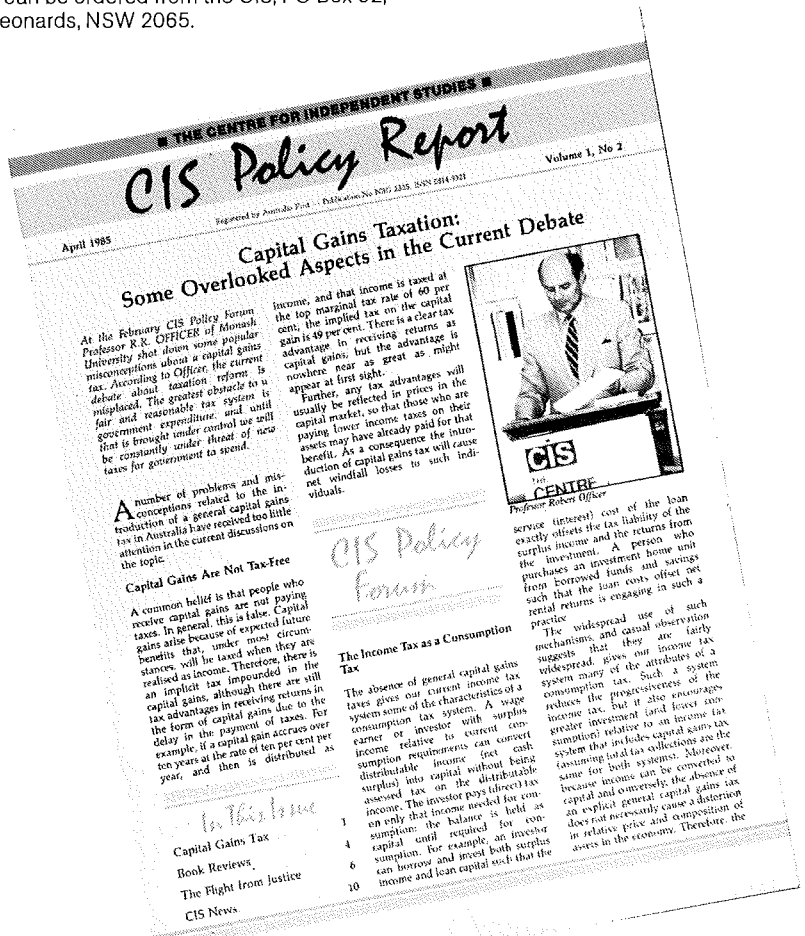 can be ordered from the CIS, PO Box 92,
eonards, NSW 2065.
■ THE CENTRE FOR INDEPENDENT STUDIES ■
CIS Policy Report
April 1985
Registered by Australia Post — Publication No NBG ISSN
Volume 1, No 2
Capital Gains Taxation:
Some Overlooked Aspects in the Current Debate
At the February CIS Policy Forum
Professor R.R. OFFICER of Monash
University shot down some popular
misconceptions about a capital gains
tax. According to Officer, the current
debate about taxation reform is
misplaced. The greatest obstacle to a
fair and reasonable tax system is
government expenditure, and until
that is brought under control we will
be constantly under threat of new
taxes for government to spend.
A number of problems and mis-
conceptions related to the in-
troduction of a general capital gains
tax in Australia have received too little
attention in the current discussions on
the topic.
Capital Gains Are Not Tax-Free
A common belief is that people who
receive capital gains are not paying
taxes. In general, this is false. Capital
gains arise because of expected future
benefits that, under most circum-
stances, will be taxed when they are
realised as income. Therefore, there is
an implicit tax impounded in the
capital gains, although there are still
tax advantages in receiving returns in
the form of capital gains due to the
delay in the payment of taxes. For
example, if a capital gain accrues over
ten years at the rate of ten per cent per
year, and then is distributed as
In This Issue
Capital Gains Tax 1
Book Reviews 4
The Flight from Justice 6
CIS News 10
income, and that income is taxed at
the top marginal tax rate of 60 per
cent, the implied tax on the capital
gain is 49 per cent. There is a clear tax
advantage in receiving returns as
capital gains, but the advantage is
nowhere near as great as might
appear at first sight.
Further, any tax advantages will
usually be reflected in prices in the
capital market, so that those who are
paying lower income taxes on their
assets may have already paid for that
benefit. As a consequence the intro-
duction of capital gains tax will cause
net windfall losses to such indi-
viduals.
CIS Policy
Forum
The Income Tax as a Consumption
Tax
The absence of general capital gains
taxes gives our current income tax
system some of the characteristics of a
consumption tax system. A wage
earner or investor with surplus
income relative to current con-
sumption requirements can convert
distributable income (net cash
surplus) into capital without being
assessed tax on the distributable
income. The investor pays (direct) tax
on only that income needed for con-
sumption: the balance is held as
capital until required for con-
sumption. For example, an investor
can borrow and invest both surplus
income and loan capital such that the
CIS
THE
CENTRE
Professor Robert Officer
service (interest) cost of the loan
exactly offsets the tax liability of the
surplus income and the returns from
the investment. A person who
purchases an investment home unit
from borrowed funds and savings
such that the loan costs offset net
rental returns is engaging in such a
practice
The widespread use of such
mechanisms, and casual observation
suggests that they are fairly
widespread, gives our income tax
system many of the attributes of a
consumption tax. Such a system
reduces the progressiveness of the
income tax, but it also encourages
greater investment (and lower con-
sumption) relative to an income tax
system that includes capital gains tax
(assuming total tax collections are the
same for both systems). Moreover,
because income can be converted to
capital and conversely, the absence of
an explicit general capital gains tax
does not necessarily cause a distortion
in relative price and composition of
assets in the economy. Therefore, the